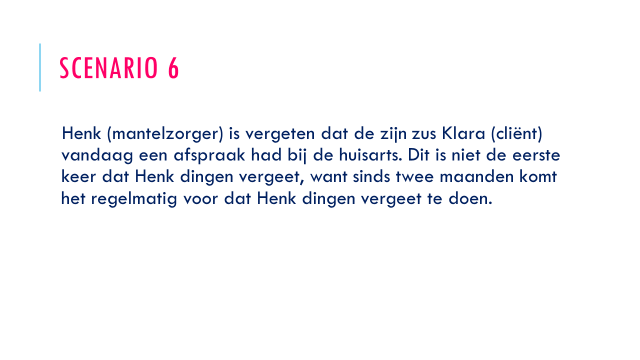 SCENARIO 6
Henk (mantelzorger) is vergeten dat de zijn zus Klara (cliënt)
vandaag een afspraak had bij de huisarts. Dit is niet de eerste
keer dat Henk dingen vergeet, want sinds twee maanden komt
het regelmatig voor dat Henk dingen vergeet te doen.